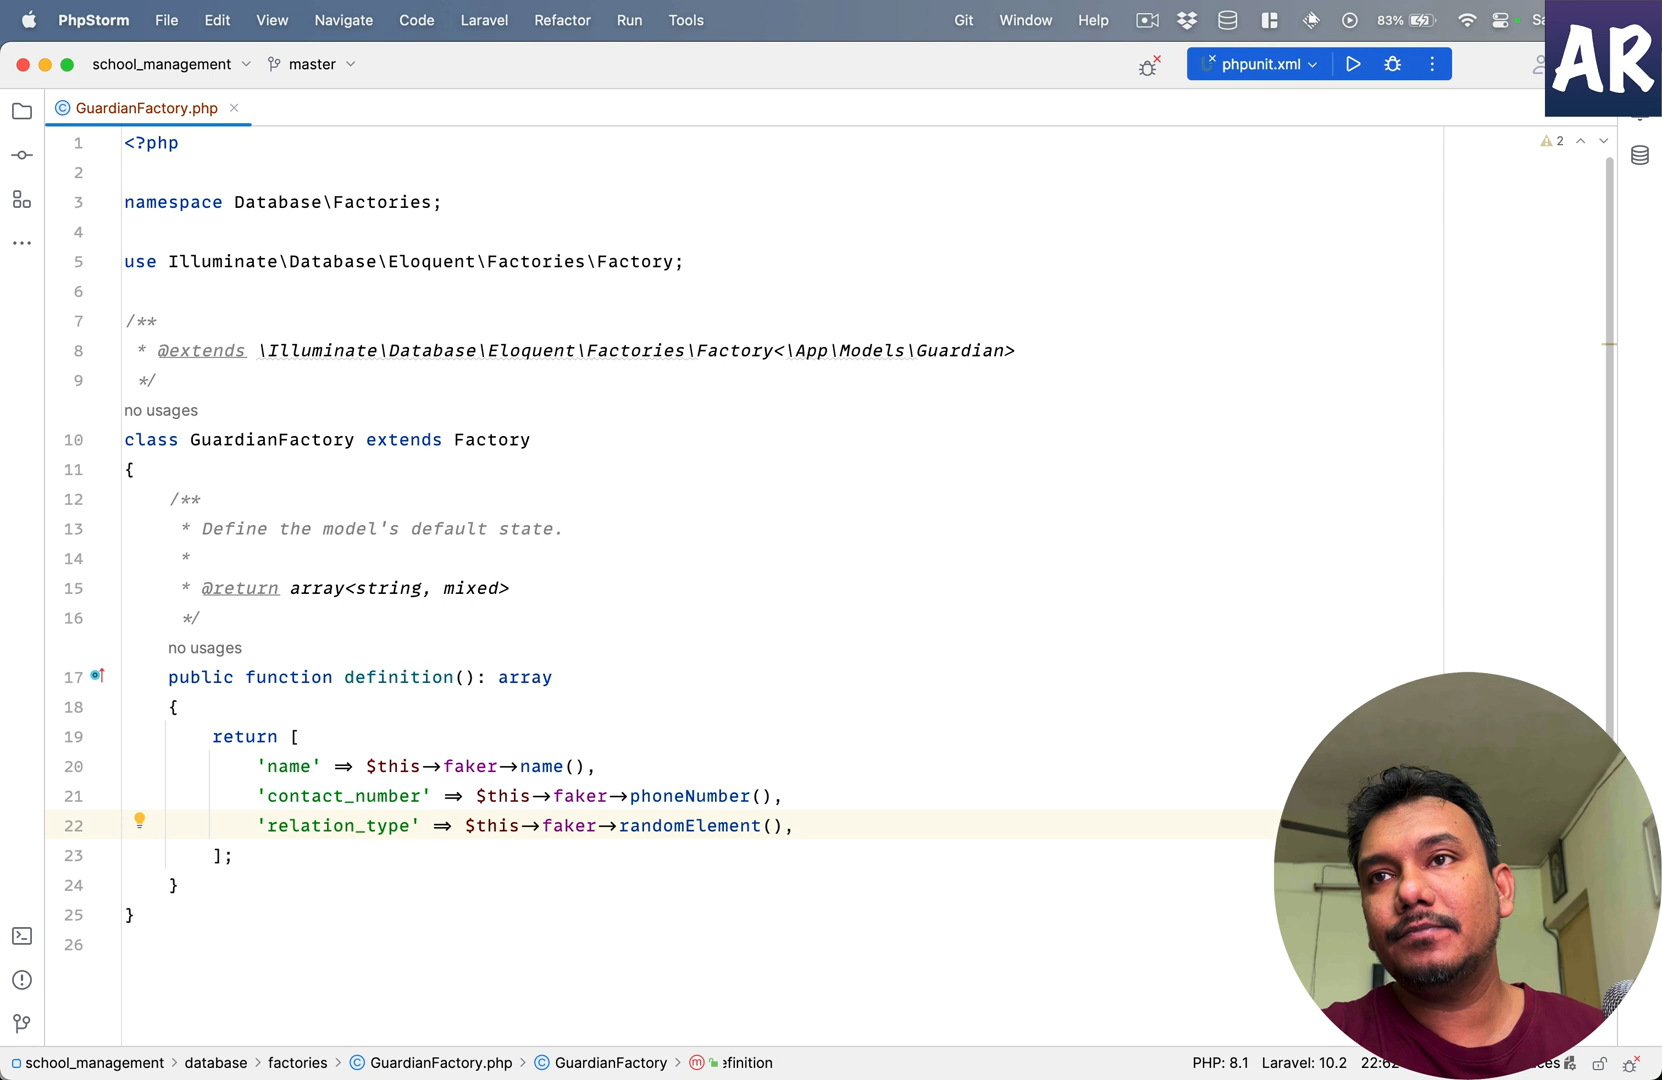 PhpStorm File Edit View Navigate Code Laravel Refactor Run Tools Git Window Help 83%
school_management master phpunit.xml
AR
GuardianFactory.php
1 <?php
2
3 namespace Database\Factories;
4
5 use Illuminate\Database\Eloquent\Factories\Factory;
6
7 /**
8 * @extends \Illuminate\Database\Eloquent\Factories\Factory<\App\Models\Guardian>
9 */
no usages
10 class GuardianFactory extends Factory
11 {
12 /**
13 * Define the model's default state.
14 *
15 * @return array<string, mixed>
16 */
no usages
17 public function definition(): array
18 {
19 return [
20 'name' => $this->faker->name(),
21 'contact_number' => $this->faker->phoneNumber(),
22 'relation_type' => $this->faker->randomElement(),
23 ];
24 }
25 }
26
2
school_management > database > factories > GuardianFactory.php > GuardianFactory > efinition PHP: 8.1 Laravel: 10.2